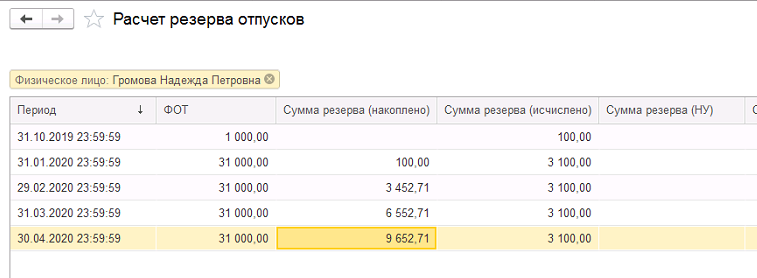 Расчет резерва отпусков
Физическое лицо: Громова Надежда Петровна
Период ↓ ФОТ Сумма резерва (накоплено) Сумма резерва (исчислено) Сумма резерва (НУ)
31.10.2019 23:59:59 1 000,00 100,00
31.01.2020 23:59:59 31 000,00 100,00 3 100,00
29.02.2020 23:59:59 31 000,00 3 452,71 3 100,00
31.03.2020 23:59:59 31 000,00 6 552,71 3 100,00
30.04.2020 23:59:59 31 000,00 9 652,71 3 100,00